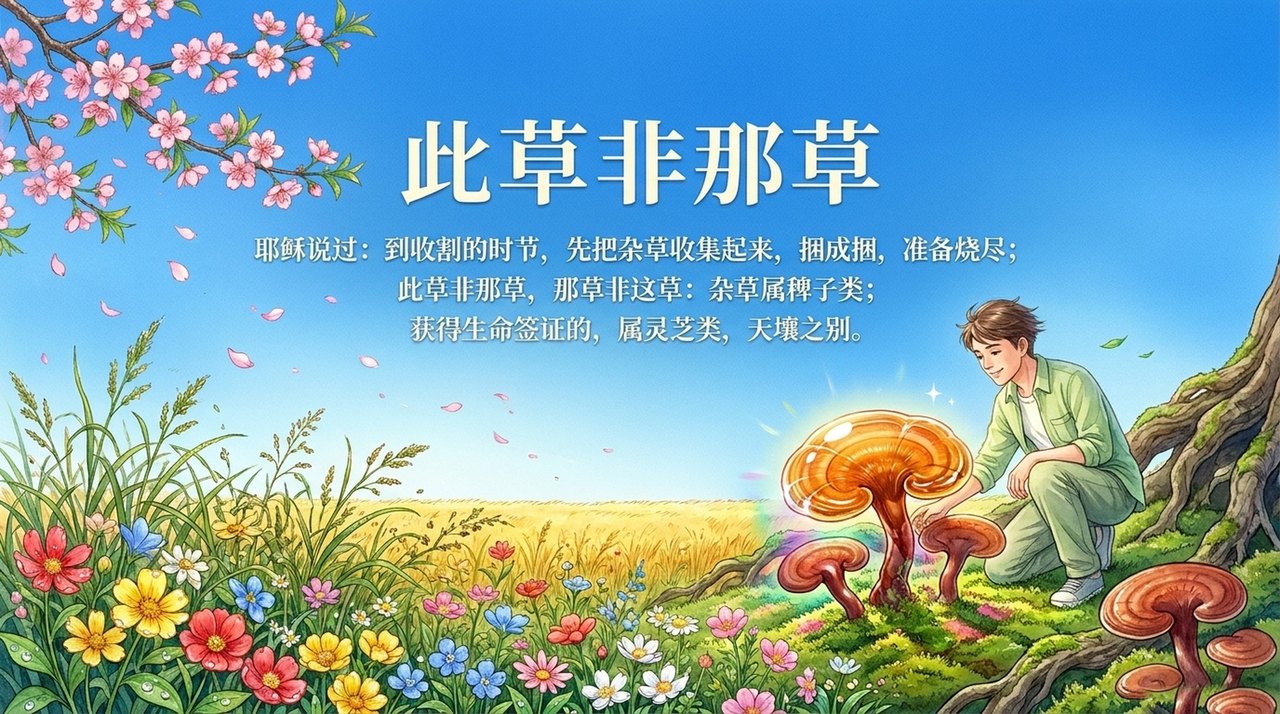 此草非那草
耶稣说过：到收割的时节，先把杂草收集起来，捆成捆，准备烧尽；
此草非那草，那草非这草：杂草属稗子类；
获得生命签证的，属灵芝类，天壤之别。